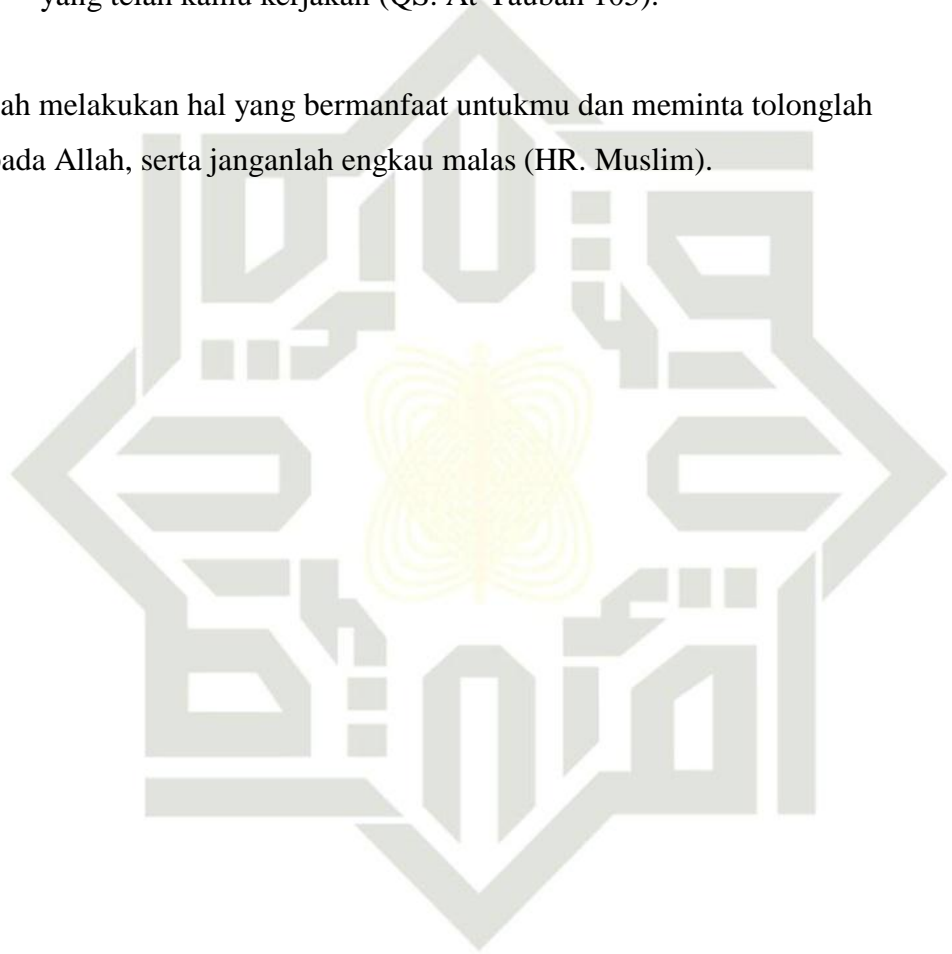 yang telah kamu kerjakan (QS. At-Taubah 105).
ah melakukan hal yang bermanfaat untukmu dan meminta tolonglah
pada Allah, serta janganlah engkau malas (HR. Muslim).